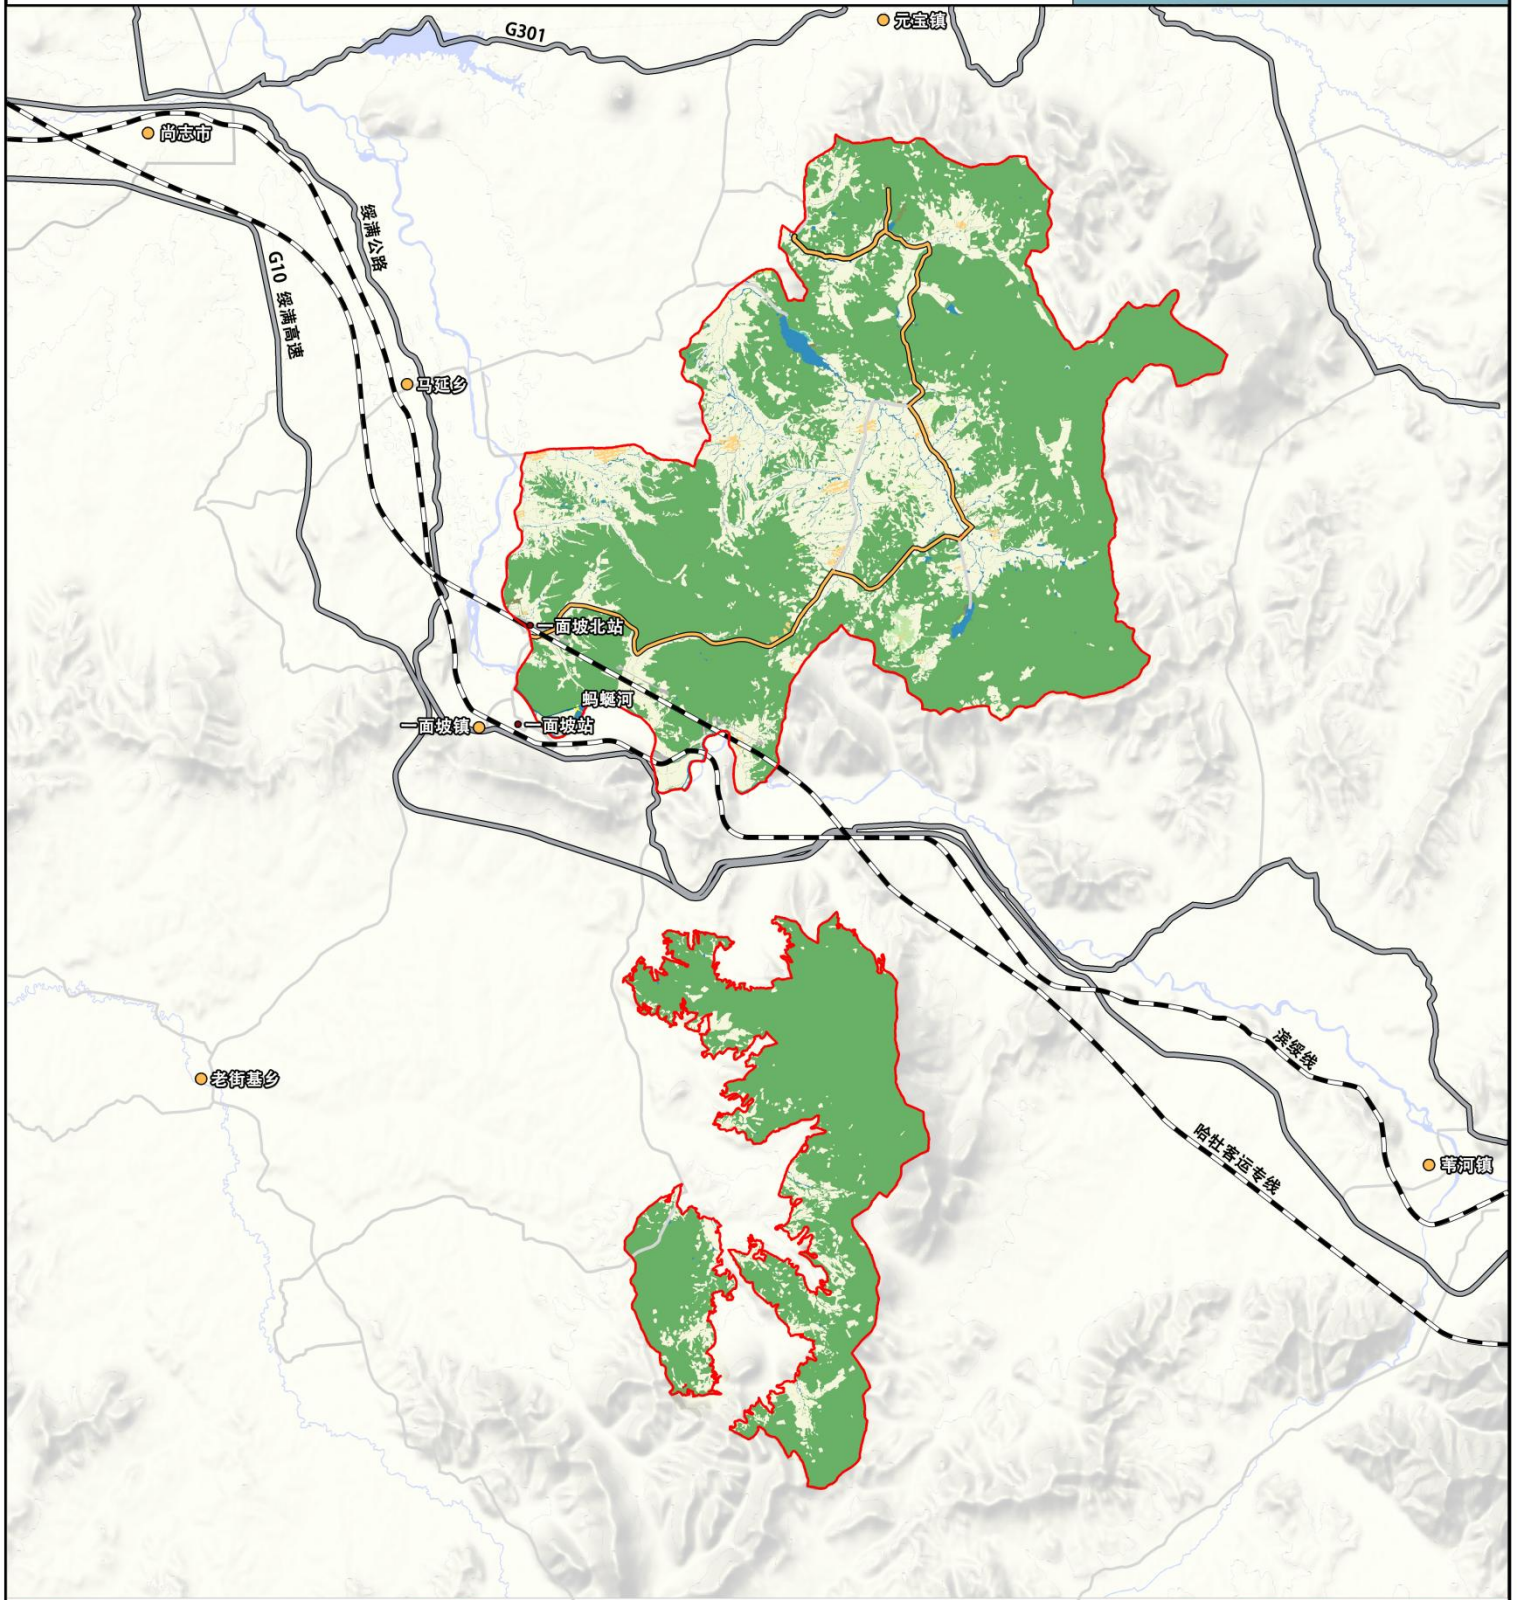 元宝镇
G301
尚志市
绥满公路
G10 绥满高速
马延乡
一面坡北站
蚂蜒河
一面坡镇
一面坡站
滨绥线
老街基乡
哈牡客运专线
苇河镇